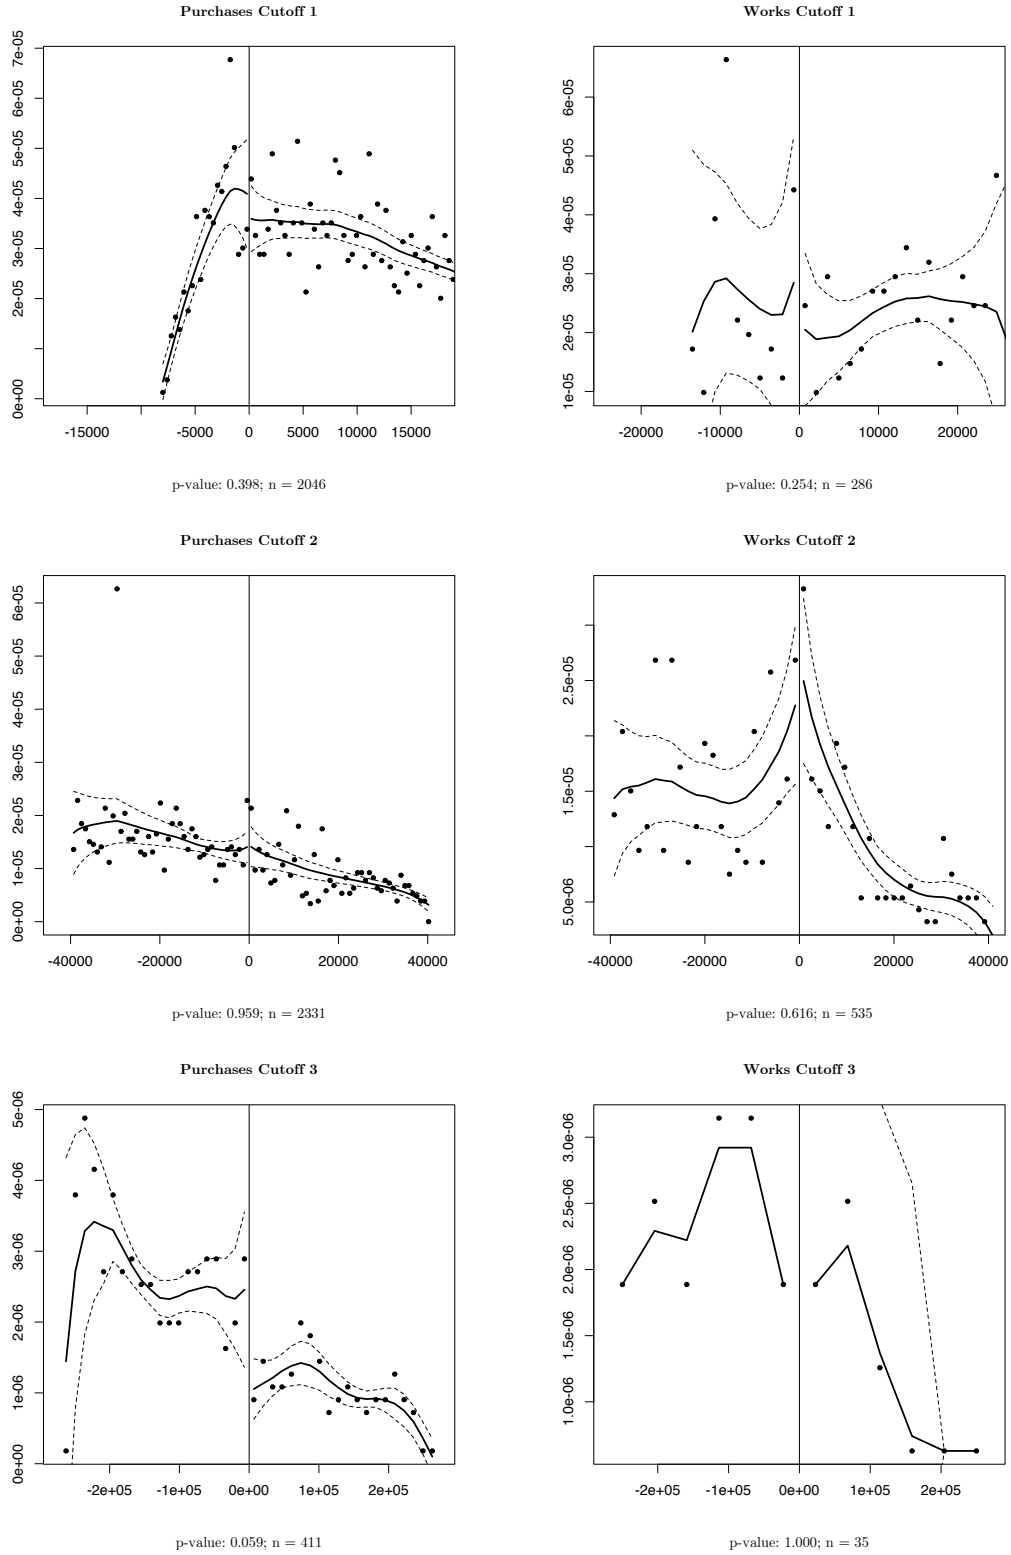 Purchases Cutoff 1
7e-05
6e-05
5e-05
4e-05
3e-05
2e-05
0e+00
-15000 -5000 0 5000 10000 15000
p-value: 0.398; n = 2046
Works Cutoff 1
6e-05
5e-05
4e-05
3e-05
2e-05
1e-05
-20000 -10000 0 10000 20000
p-value: 0.254; n = 286
Purchases Cutoff 2
6e-05
5e-05
4e-05
3e-05
2e-05
1e-05
0e+00
-40000 -20000 0 20000 40000
p-value: 0.959; n = 2331
Works Cutoff 2
2.5e-05
1.5e-05
5.0e-06
-40000 -20000 0 20000 40000
p-value: 0.616; n = 535
Purchases Cutoff 3
5e-06
4e-06
3e-06
2e-06
1e-06
0e+00
-2e+05 -1e+05 0e+00 1e+05 2e+05
p-value: 0.059; n = 411
Works Cutoff 3
3.0e-06
2.5e-06
2.0e-06
1.5e-06
1.0e-06
-2e+05 -1e+05 0e+00 1e+05 2e+05
p-value: 1.000; n = 35